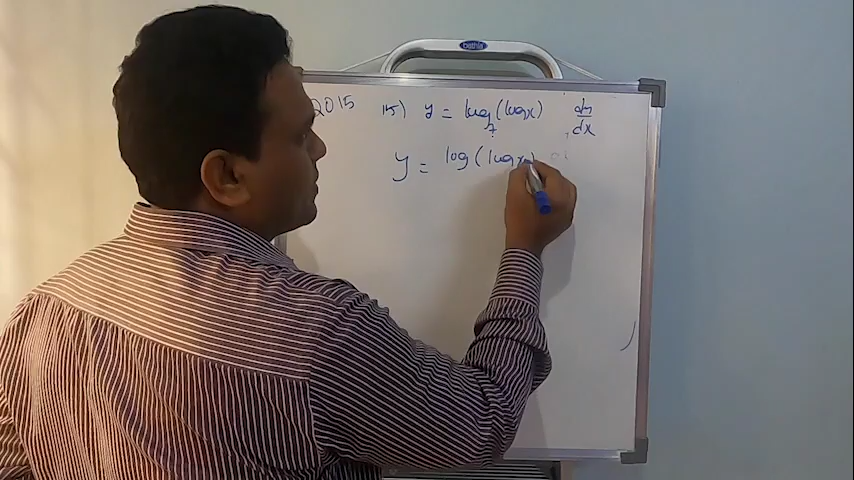 bathla
2015 15) y = log₇(logx) dy/dx
y = log(logx)